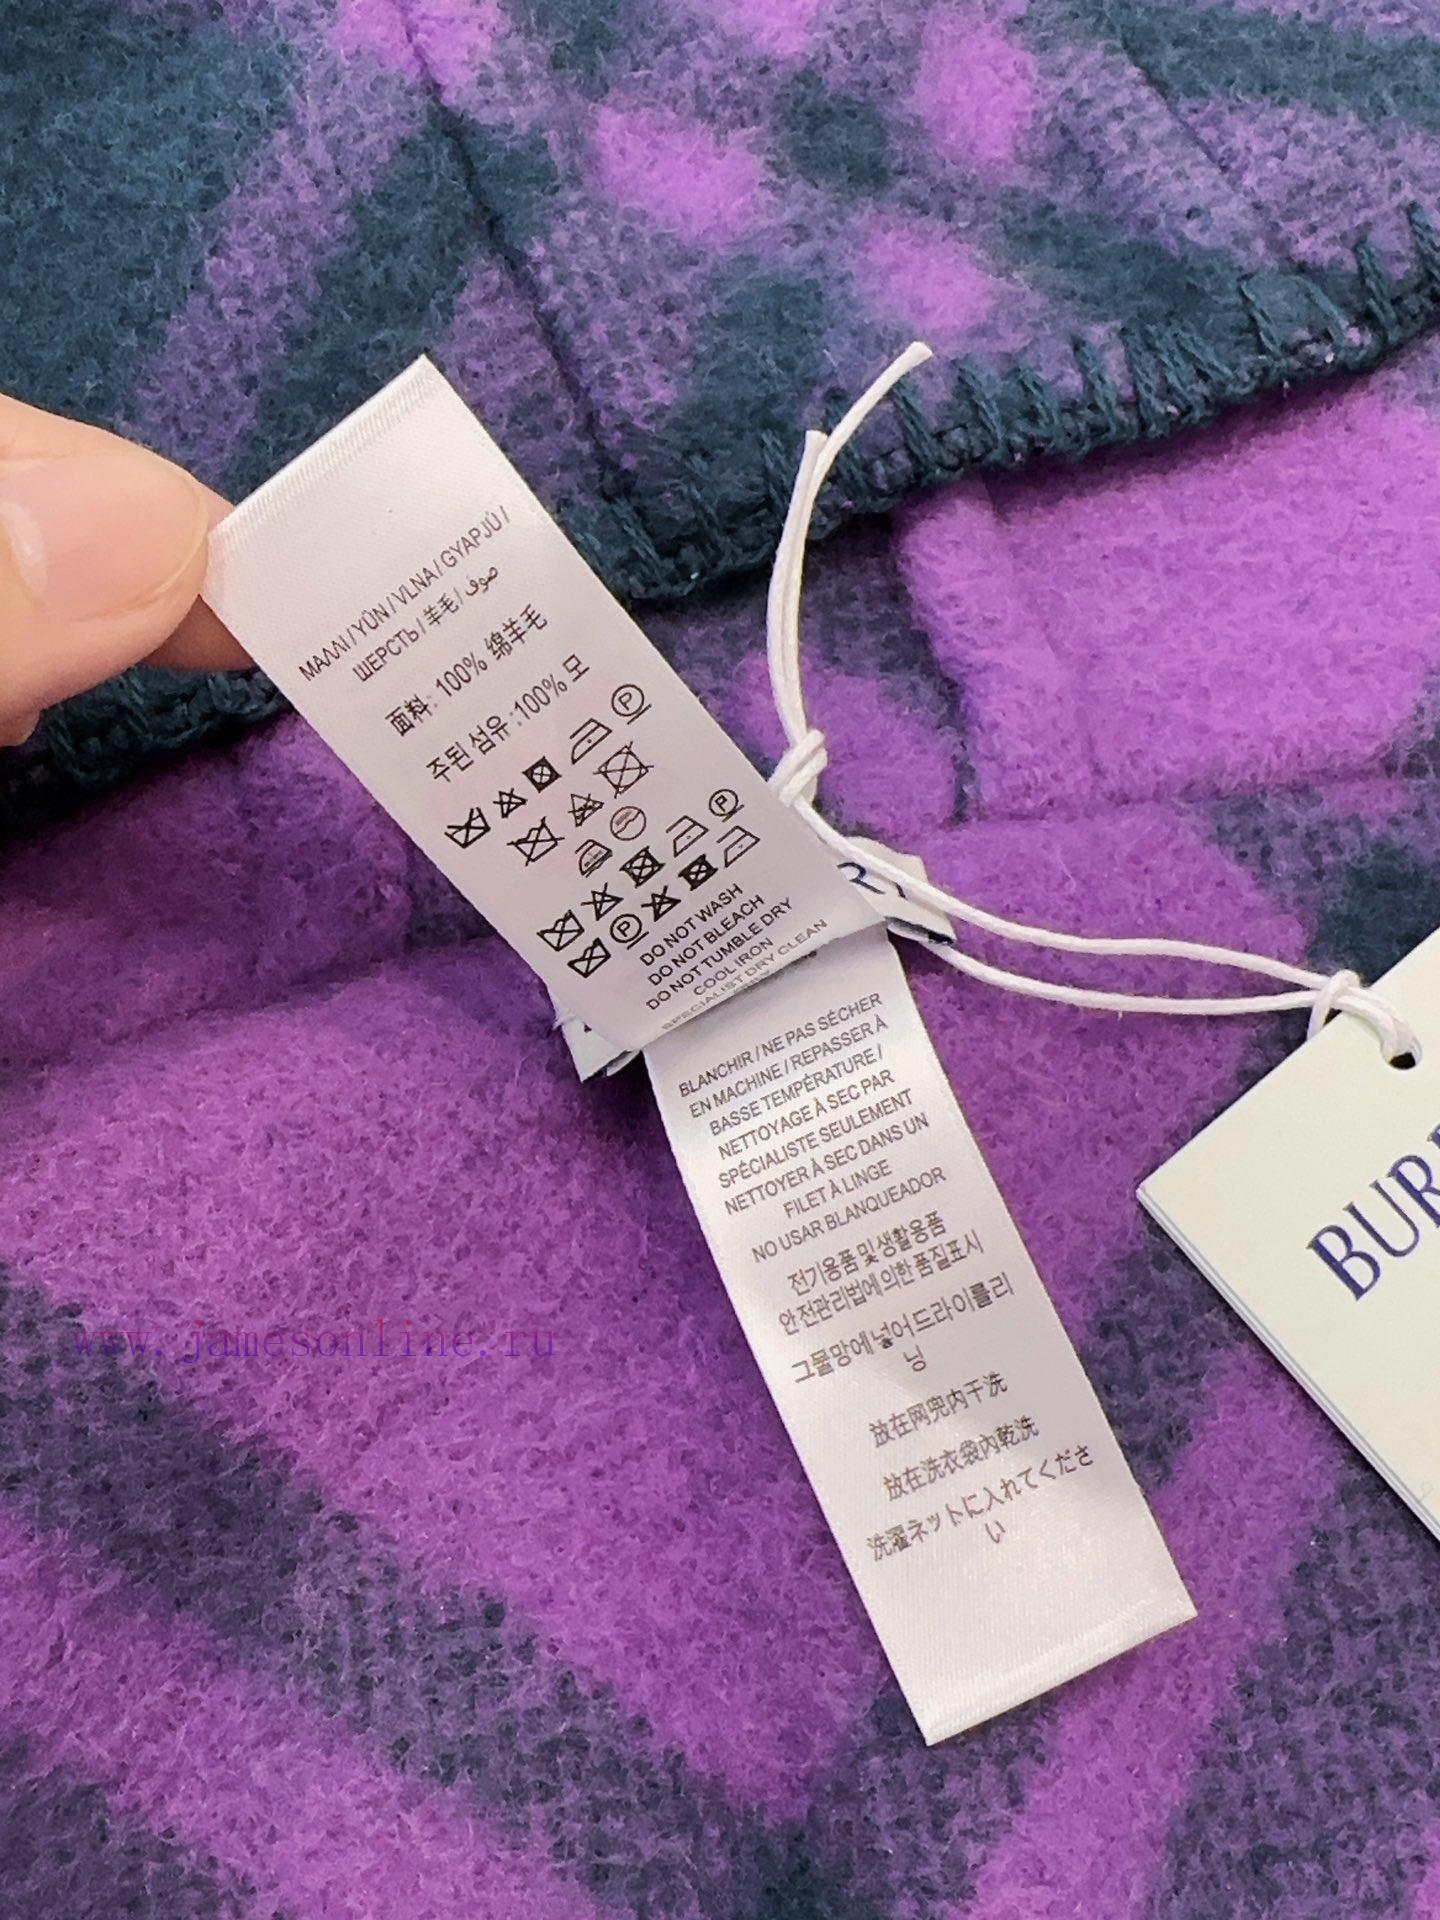 ΜΑΛΛΙ / YÜN / VLNA / GYAPJÚ /
ШЕРСТЬ / 羊毛 / صوف
面料: 100% 绵羊毛
주된 섬유 :100% 모
DO NOT WASH
DO NOT BLEACH
DO NOT TUMBLE DRY
COOL IRON
SPECIALIST DRY CLEAN
BLANCHIR / NE PAS SÉCHER
EN MACHINE / REPASSER À
BASSE TEMPÉRATURE /
NETTOYAGE À SEC PAR
SPÉCIALISTE SEULEMENT
NETTOYER À SEC DANS UN
FILET À LINGE
NO USAR BLANQUEADOR
전기용품 및 생활용품
안전관리법에 의한 품질표시
그물망에 넣어 드라이클리
닝
放在网兜内干洗
放在洗衣袋內乾洗
洗濯ネットに入れてくださ
い
BUR
www.jamesonline.ru